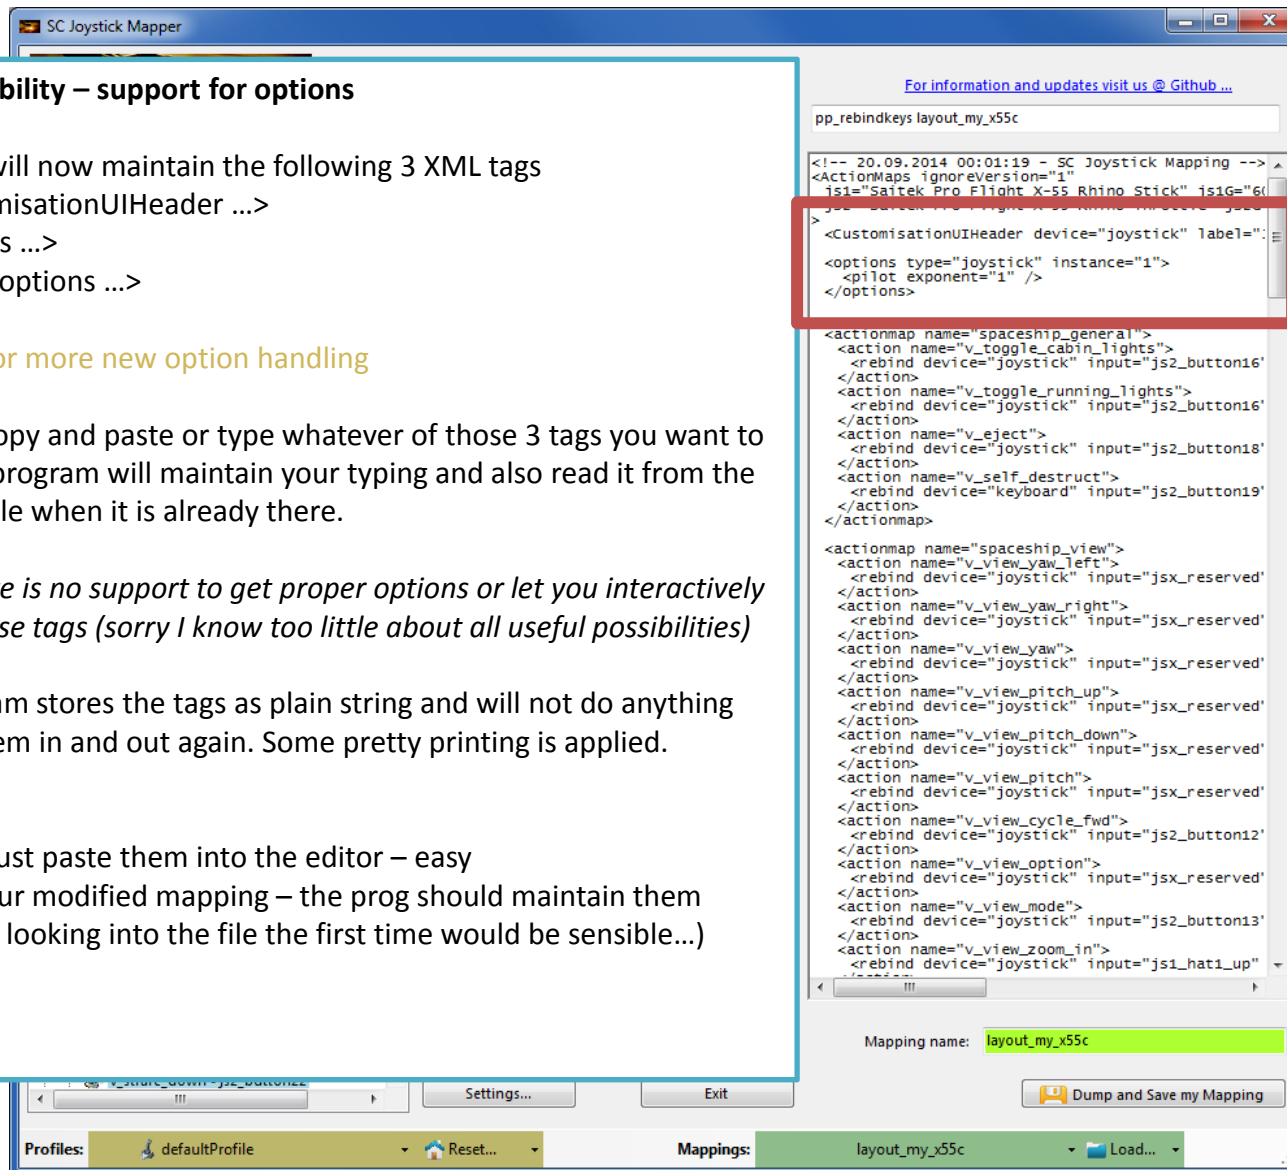 SC Joystick Mapper
bility – support for options
will now maintain the following 3 XML tags
misationUIHeader …>
s …>
options …>
or more new option handling
opy and paste or type whatever of those 3 tags you want to
program will maintain your typing and also read it from the
le when it is already there.
e is no support to get proper options or let you interactively
se tags (sorry I know too little about all useful possibilities)
am stores the tags as plain string and will not do anything
em in and out again. Some pretty printing is applied.
ust paste them into the editor – easy
ur modified mapping – the prog should maintain them
looking into the file the first time would be sensible…)
For information and updates visit us @ Github ...
pp_rebindkeys layout_my_x55c
<!-- 20.09.2014 00:01:19 - SC Joystick Mapping -->
<ActionMaps ignoreVersion="1"
js1="Saitek Pro Flight X-55 Rhino Stick" js1G="60
js2="Saitek Pro Flight X-55 Rhino Throttle" js2G
>
<CustomisationUIHeader device="joystick" label="
<options type="joystick" instance="1">
<pilot exponent="1" />
</options>
<actionmap name="spaceship_general">
<action name="v_toggle_cabin_lights">
<rebind device="joystick" input="js2_button16"
</action>
<action name="v_toggle_running_lights">
<rebind device="joystick" input="js2_button16"
</action>
<action name="v_eject">
<rebind device="joystick" input="js2_button18"
</action>
<action name="v_self_destruct">
<rebind device="keyboard" input="js2_button19"
</action>
</actionmap>
<actionmap name="spaceship_view">
<action name="v_view_yaw_left">
<rebind device="joystick" input="jsx_reserved"
</action>
<action name="v_view_yaw_right">
<rebind device="joystick" input="jsx_reserved"
</action>
<action name="v_view_yaw">
<rebind device="joystick" input="jsx_reserved"
</action>
<action name="v_view_pitch_up">
<rebind device="joystick" input="jsx_reserved"
</action>
<action name="v_view_pitch_down">
<rebind device="joystick" input="jsx_reserved"
</action>
<action name="v_view_pitch">
<rebind device="joystick" input="jsx_reserved"
</action>
<action name="v_view_cycle_fwd">
<rebind device="joystick" input="js2_button12"
</action>
<action name="v_view_option">
<rebind device="joystick" input="jsx_reserved"
</action>
<action name="v_view_mode">
<rebind device="joystick" input="js2_button13"
</action>
<action name="v_view_zoom_in">
<rebind device="joystick" input="js1_hat1_up"
</action>
Mapping name: layout_my_x55c
v_strafe_down - js2_button22
Settings... Exit Dump and Save my Mapping
Profiles: defaultProfile Reset... Mappings: layout_my_x55c Load...